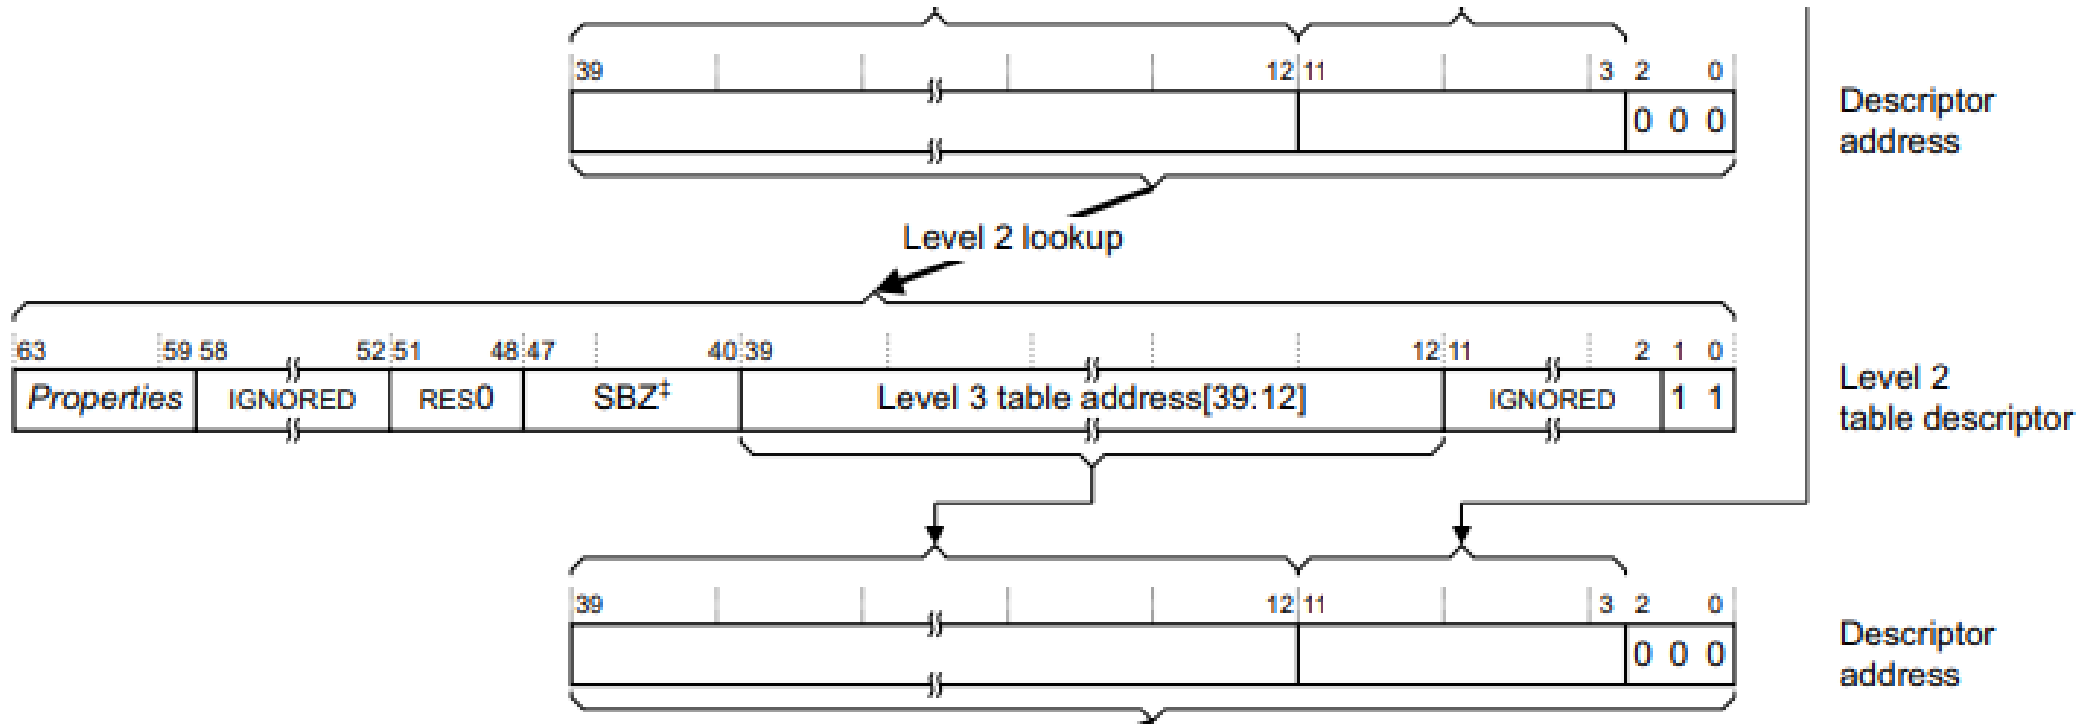 39 12 11 3 2 0
0 0 0
Descriptor
address
Level 2 lookup
63 59 58 52 51 48 47 40 39 12 11 2 1 0
Properties IGNORED RES0 SBZ‡ Level 3 table address[39:12] IGNORED 1 1
Level 2
table descriptor
39 12 11 3 2 0
0 0 0
Descriptor
address